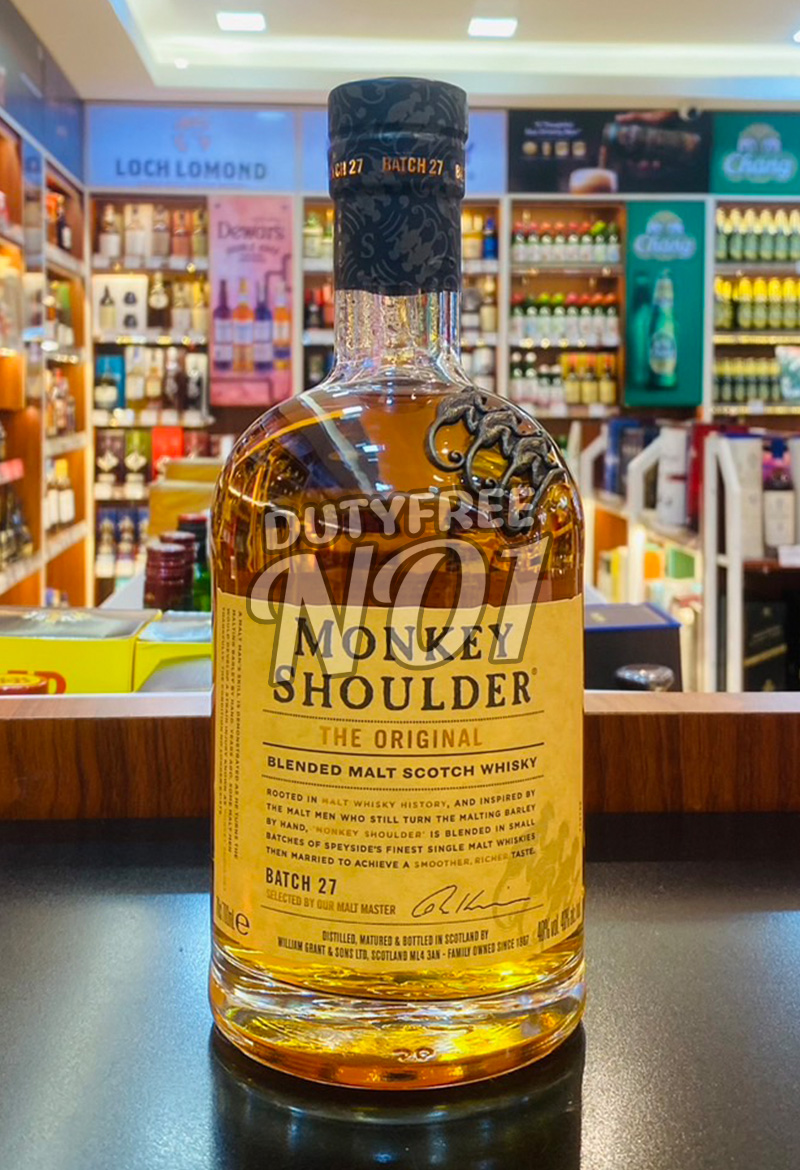 LOCH LOMOND
BATCH 27
Chang
Dewar's
Chang
DUTYFREE
NO1
MONKEY
SHOULDER®
THE ORIGINAL
BLENDED MALT SCOTCH WHISKY
ROOTED IN MALT WHISKY HISTORY, AND INSPIRED BY
THE MALT MEN WHO STILL TURN THE MALTING BARLEY
BY HAND, 'MONKEY SHOULDER' IS BLENDED IN SMALL
BATCHES OF SPEYSIDE'S FINEST SINGLE MALT WHISKIES
THEN MARRIED TO ACHIEVE A SMOOTHER, RICHER TASTE.
BATCH 27
SELECTED BY OUR MALT MASTER
DISTILLED, MATURED & BOTTLED IN SCOTLAND BY
WILLIAM GRANT & SONS LTD, SCOTLAND ML4 3AN - FAMILY OWNED SINCE 1887
40% vol.